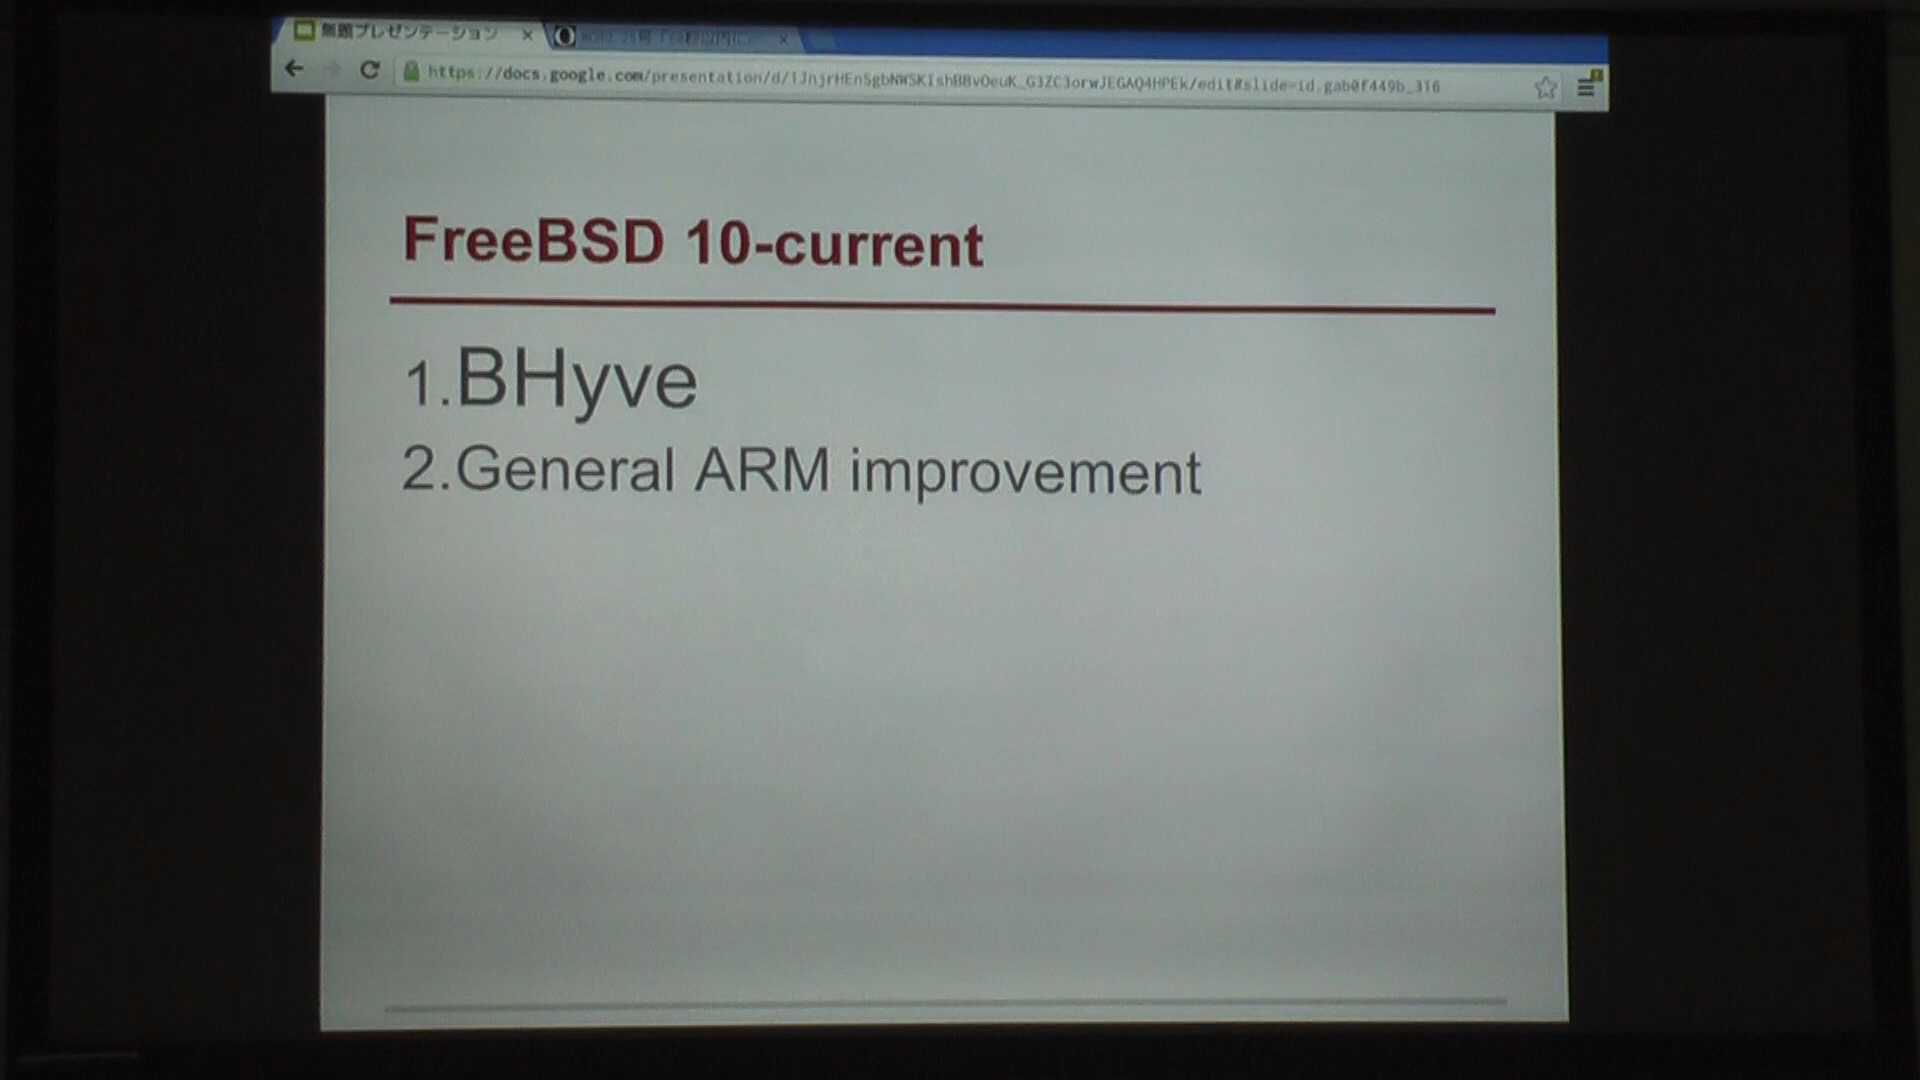 無題プレゼンテーション
https://docs.google.com/presentation/d/1JnjrHEnSgbNWSKIshBBvOeuK_G3ZC3orwJEGAQ4HPEk/edit#slide=id.gab0f449b_316
FreeBSD 10-current
1.BHyve
2.General ARM improvement